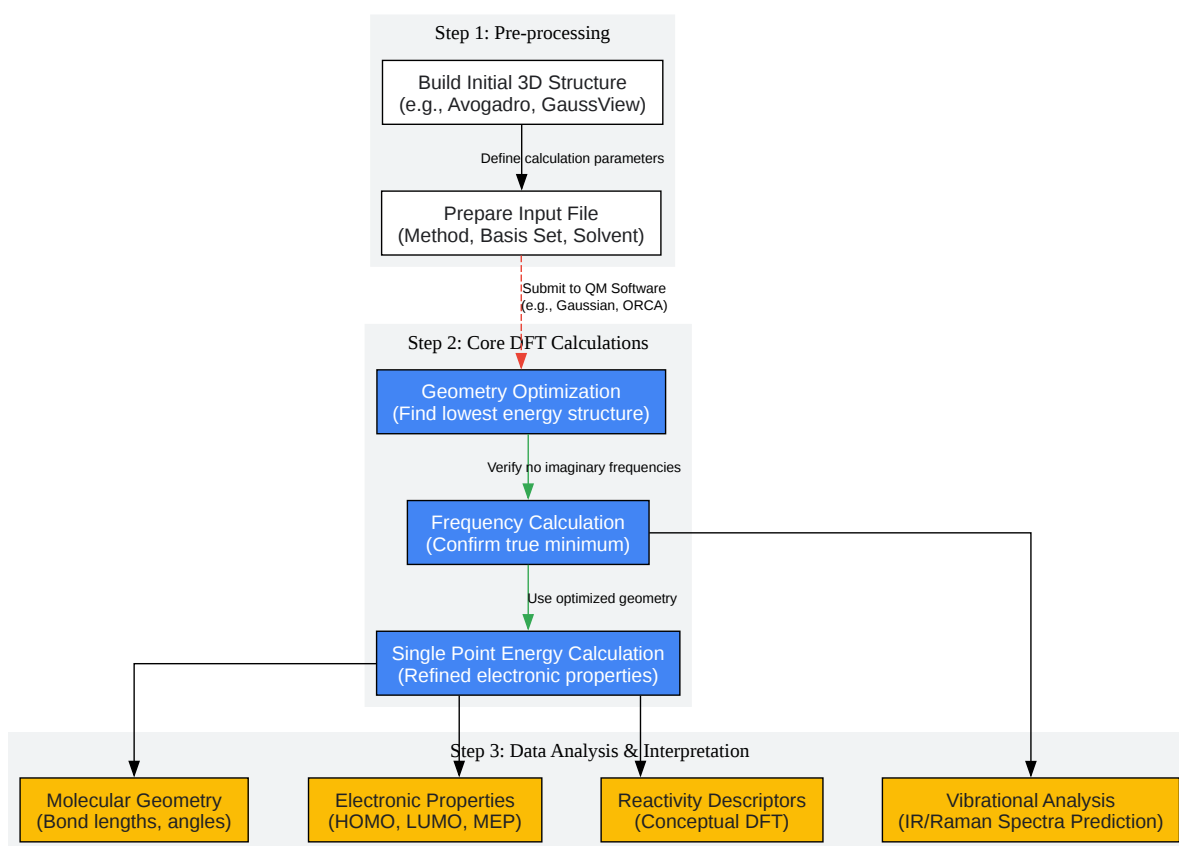 Step 1: Pre-processing
Build Initial 3D Structure
(e.g., Avogadro, GaussView)
Define calculation parameters
Prepare Input File
(Method, Basis Set, Solvent)
Submit to QM Software
(e.g., Gaussian, ORCA)
Step 2: Core DFT Calculations
Geometry Optimization
(Find lowest energy structure)
Verify no imaginary frequencies
Frequency Calculation
(Confirm true minimum)
Use optimized geometry
Single Point Energy Calculation
(Refined electronic properties)
Step 3: Data Analysis & Interpretation
Molecular Geometry
(Bond lengths, angles)
Electronic Properties
(HOMO, LUMO, MEP)
Reactivity Descriptors
(Conceptual DFT)
Vibrational Analysis
(IR/Raman Spectra Prediction)